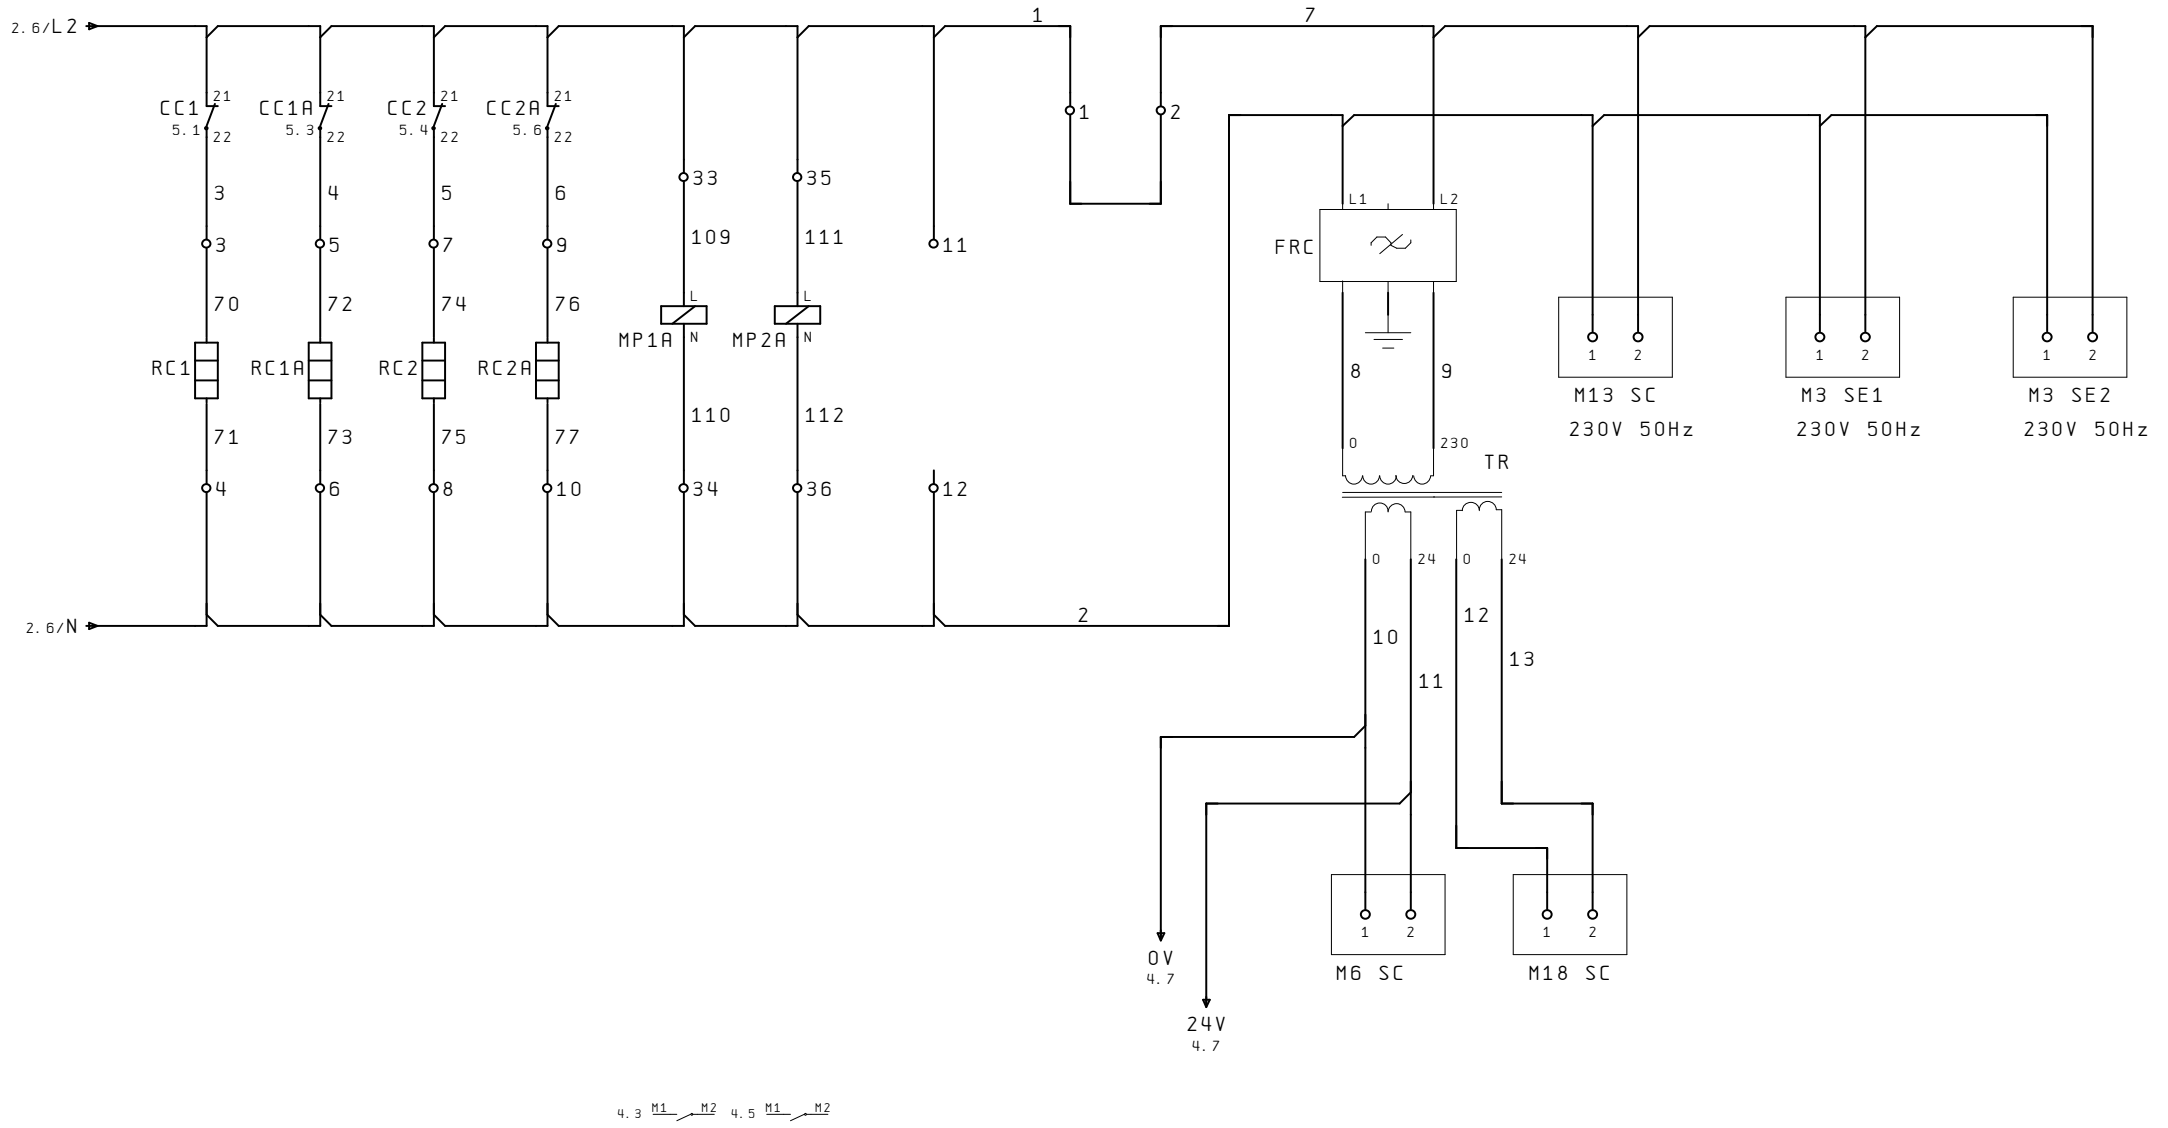 2.6/L2
1
7
CC1 21
5.1 22
CC1A 21
5.3 22
CC2 21
5.4 22
CC2A 21
5.6 22
1
2
3
4
5
6
33
35
L1
L2
3
5
7
9
109
111
11
FRC
70
72
74
76
L
L
MP1A N
MP2A N
RC1
RC1A
RC2
RC2A
8
9
1 2
M13 SC
230V 50Hz
1 2
M3 SE1
230V 50Hz
1 2
M3 SE2
230V 50Hz
71
73
75
77
110
112
0
230
TR
4
6
8
10
34
36
12
0
24
0
24
2.6/N
2
10
11
12
13
0V
4.7
24V
4.7
1 2
M6 SC
1 2
M18 SC
4.3 M1 M2 4.5 M1 M2